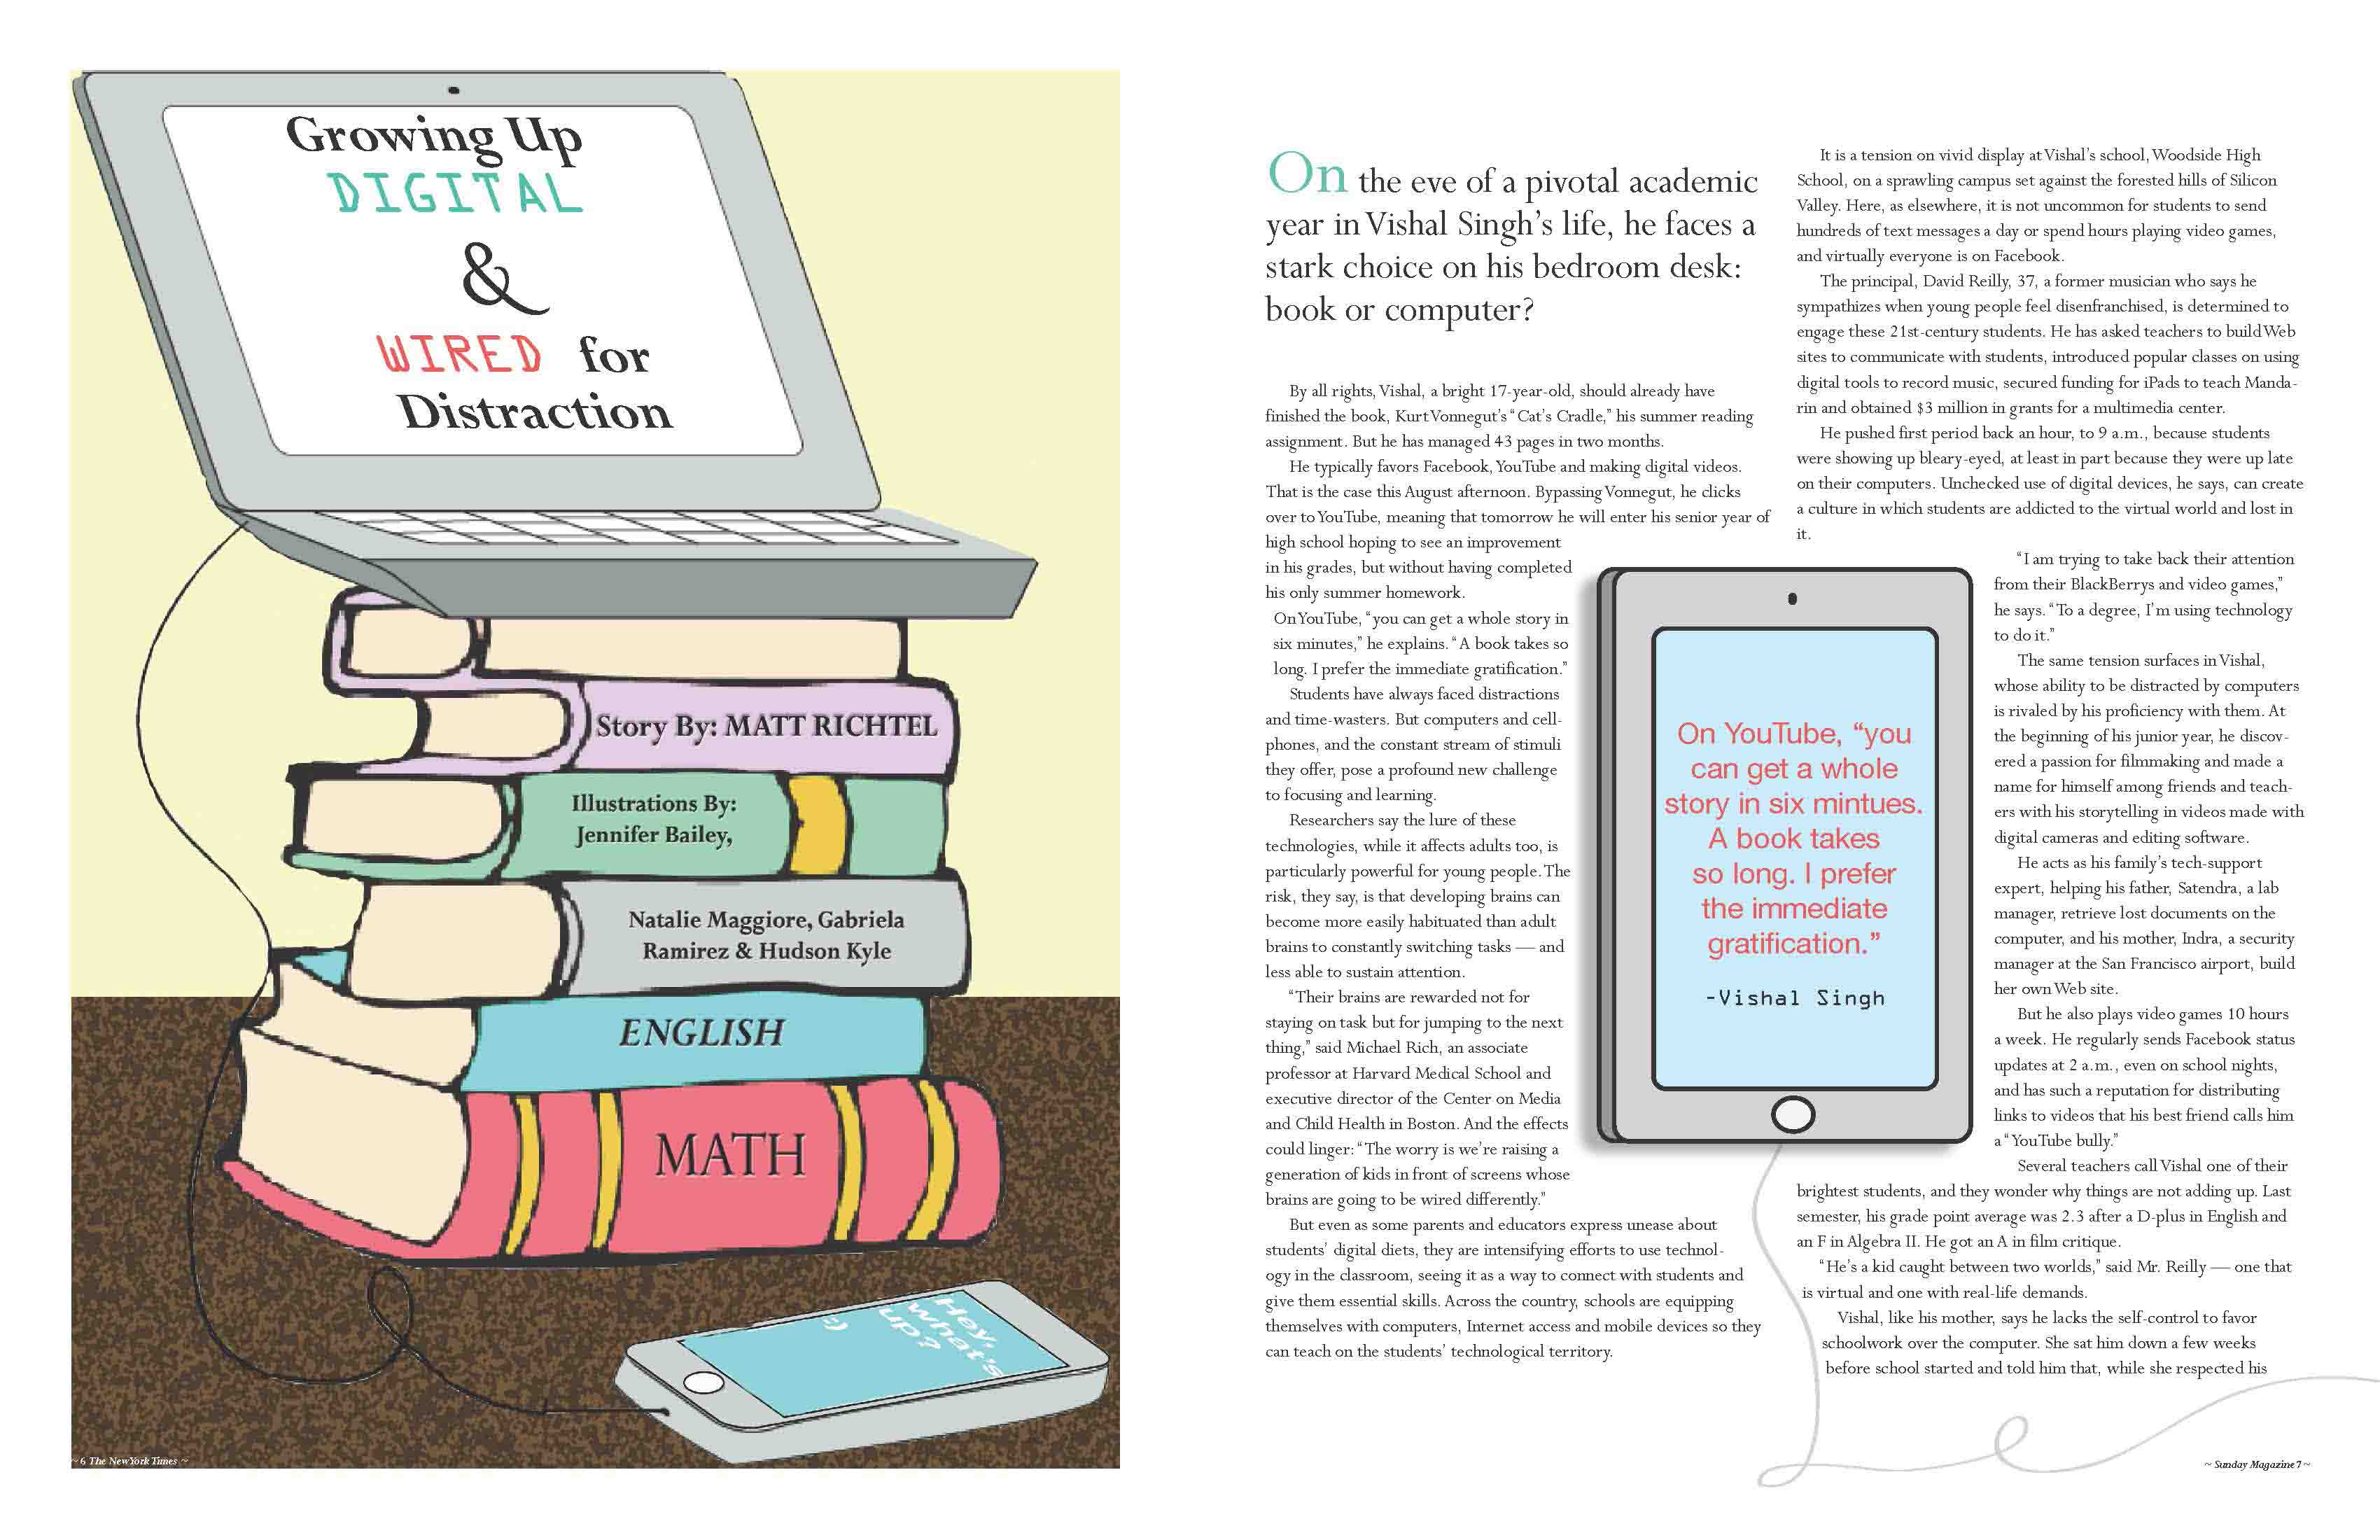 Growing Up
DIGITAL
&
WIRED for
Distraction
Story By: MATT RICHTEL
Illustrations By:
Jennifer Bailey,
Natalie Maggiore, Gabriela
Ramirez & Hudson Kyle
ENGLISH
MATH
Hey,
what's
up?
:)
~ 6 The New York Times ~
On the eve of a pivotal academic
year in Vishal Singh's life, he faces a
stark choice on his bedroom desk:
book or computer?
By all rights, Vishal, a bright 17-year-old, should already have
finished the book, Kurt Vonnegut's “Cat's Cradle,” his summer reading
assignment. But he has managed 43 pages in two months.
He typically favors Facebook, YouTube and making digital videos.
That is the case this August afternoon. Bypassing Vonnegut, he clicks
over to YouTube, meaning that tomorrow he will enter his senior year of
high school hoping to see an improvement
in his grades, but without having completed
his only summer homework.
On YouTube, “you can get a whole story in
six minutes,” he explains. “A book takes so
long. I prefer the immediate gratification.”
Students have always faced distractions
and time-wasters. But computers and cell-
phones, and the constant stream of stimuli
they offer, pose a profound new challenge
to focusing and learning.
Researchers say the lure of these
technologies, while it affects adults too, is
particularly powerful for young people. The
risk, they say, is that developing brains can
become more easily habituated than adult
brains to constantly switching tasks — and
less able to sustain attention.
“Their brains are rewarded not for
staying on task but for jumping to the next
thing,” said Michael Rich, an associate
professor at Harvard Medical School and
executive director of the Center on Media
and Child Health in Boston. And the effects
could linger: “The worry is we're raising a
generation of kids in front of screens whose
brains are going to be wired differently.”
But even as some parents and educators express unease about
students' digital diets, they are intensifying efforts to use technol-
ogy in the classroom, seeing it as a way to connect with students and
give them essential skills. Across the country, schools are equipping
themselves with computers, Internet access and mobile devices so they
can teach on the students' technological territory.
On YouTube, “you
can get a whole
story in six mintues.
A book takes
so long. I prefer
the immediate
gratification.”
-Vishal Singh
It is a tension on vivid display at Vishal's school, Woodside High
School, on a sprawling campus set against the forested hills of Silicon
Valley. Here, as elsewhere, it is not uncommon for students to send
hundreds of text messages a day or spend hours playing video games,
and virtually everyone is on Facebook.
The principal, David Reilly, 37, a former musician who says he
sympathizes when young people feel disenfranchised, is determined to
engage these 21st-century students. He has asked teachers to build Web
sites to communicate with students, introduced popular classes on using
digital tools to record music, secured funding for iPads to teach Manda-
rin and obtained $3 million in grants for a multimedia center.
He pushed first period back an hour, to 9 a.m., because students
were showing up bleary-eyed, at least in part because they were up late
on their computers. Unchecked use of digital devices, he says, can create
a culture in which students are addicted to the virtual world and lost in
it.
“I am trying to take back their attention
from their BlackBerrys and video games,”
he says. “To a degree, I'm using technology
to do it.”
The same tension surfaces in Vishal,
whose ability to be distracted by computers
is rivaled by his proficiency with them. At
the beginning of his junior year, he discov-
ered a passion for filmmaking and made a
name for himself among friends and teach-
ers with his storytelling in videos made with
digital cameras and editing software.
He acts as his family's tech-support
expert, helping his father, Satendra, a lab
manager, retrieve lost documents on the
computer, and his mother, Indra, a security
manager at the San Francisco airport, build
her own Web site.
But he also plays video games 10 hours
a week. He regularly sends Facebook status
updates at 2 a.m., even on school nights,
and has such a reputation for distributing
links to videos that his best friend calls him
a “YouTube bully.”
Several teachers call Vishal one of their
brightest students, and they wonder why things are not adding up. Last
semester, his grade point average was 2.3 after a D-plus in English and
an F in Algebra II. He got an A in film critique.
“He's a kid caught between two worlds,” said Mr. Reilly — one that
is virtual and one with real-life demands.
Vishal, like his mother, says he lacks the self-control to favor
schoolwork over the computer. She sat him down a few weeks
before school started and told him that, while she respected his
~ Sunday Magazine 7 ~